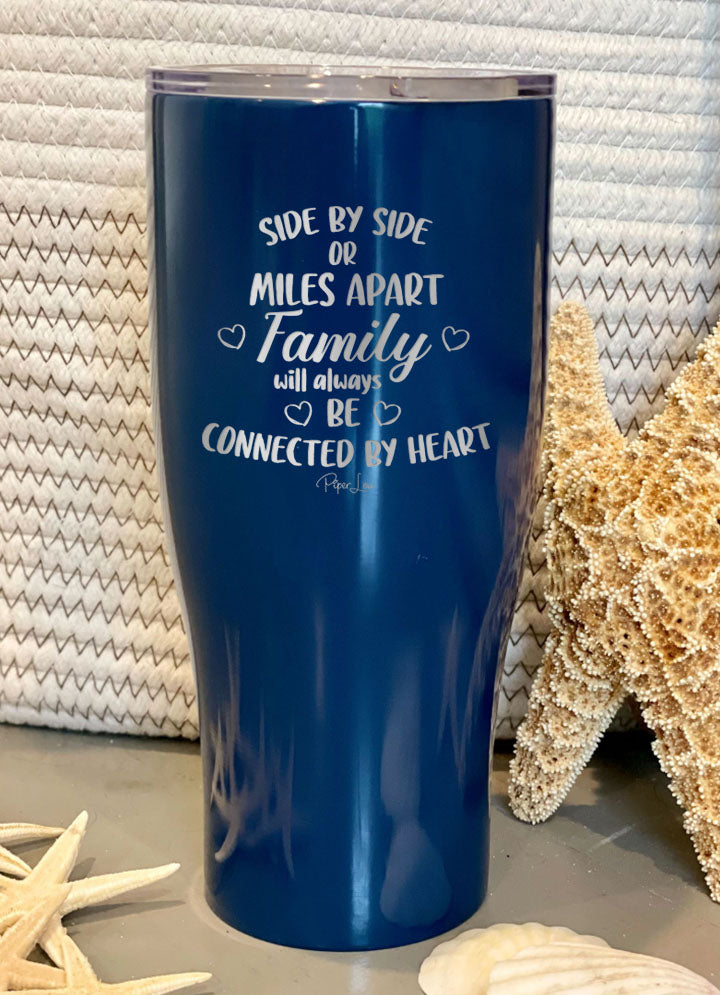 SIDE BY SIDE
OR
MILES APART
Family
will always
BE
CONNECTED BY HEART
Piper Lou